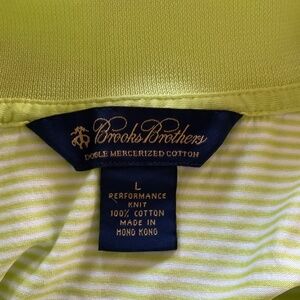 Brooks Brothers
DOBLE MERCERIZED COTTON
L
PERFORMANCE
KNIT
100% COTTON
MADE IN
HONG KONG